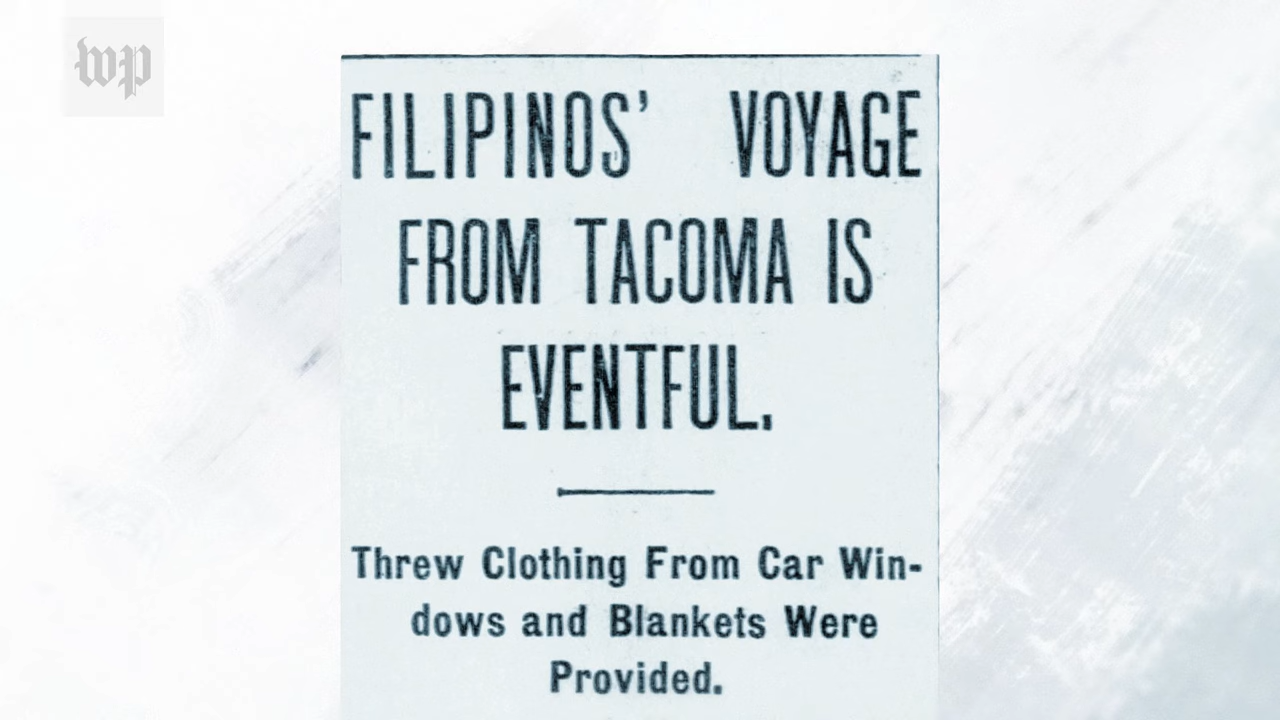 wp
FILIPINOS' VOYAGE
FROM TACOMA IS
EVENTFUL.
Threw Clothing From Car Win-
dows and Blankets Were
Provided.